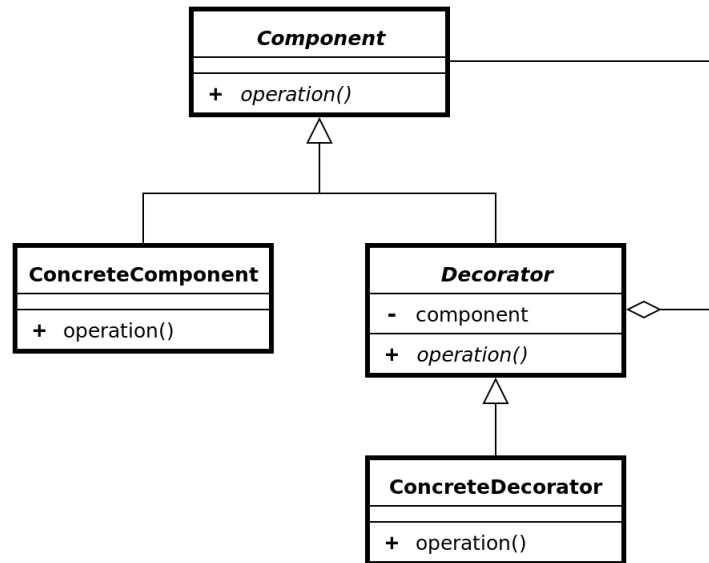 Component
+ operation()
ConcreteComponent
+ operation()
Decorator
- component
+ operation()
ConcreteDecorator
+ operation()